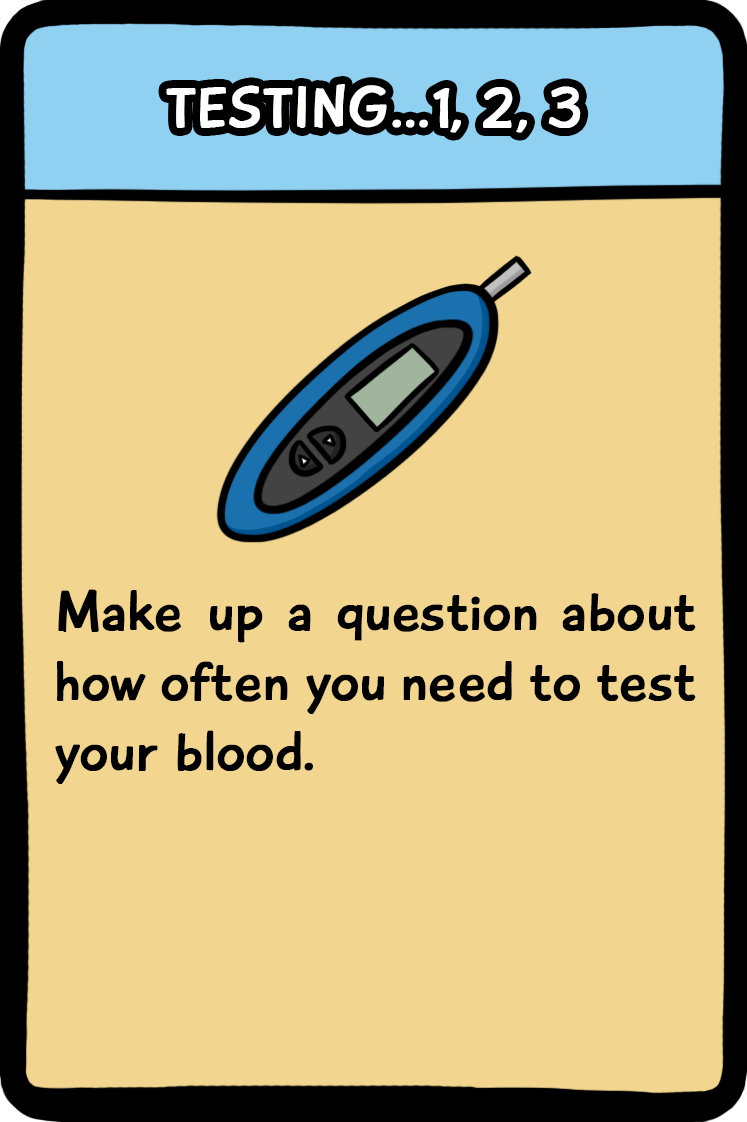 TESTING...1, 2, 3
Make up a question about
how often you need to test
your blood.